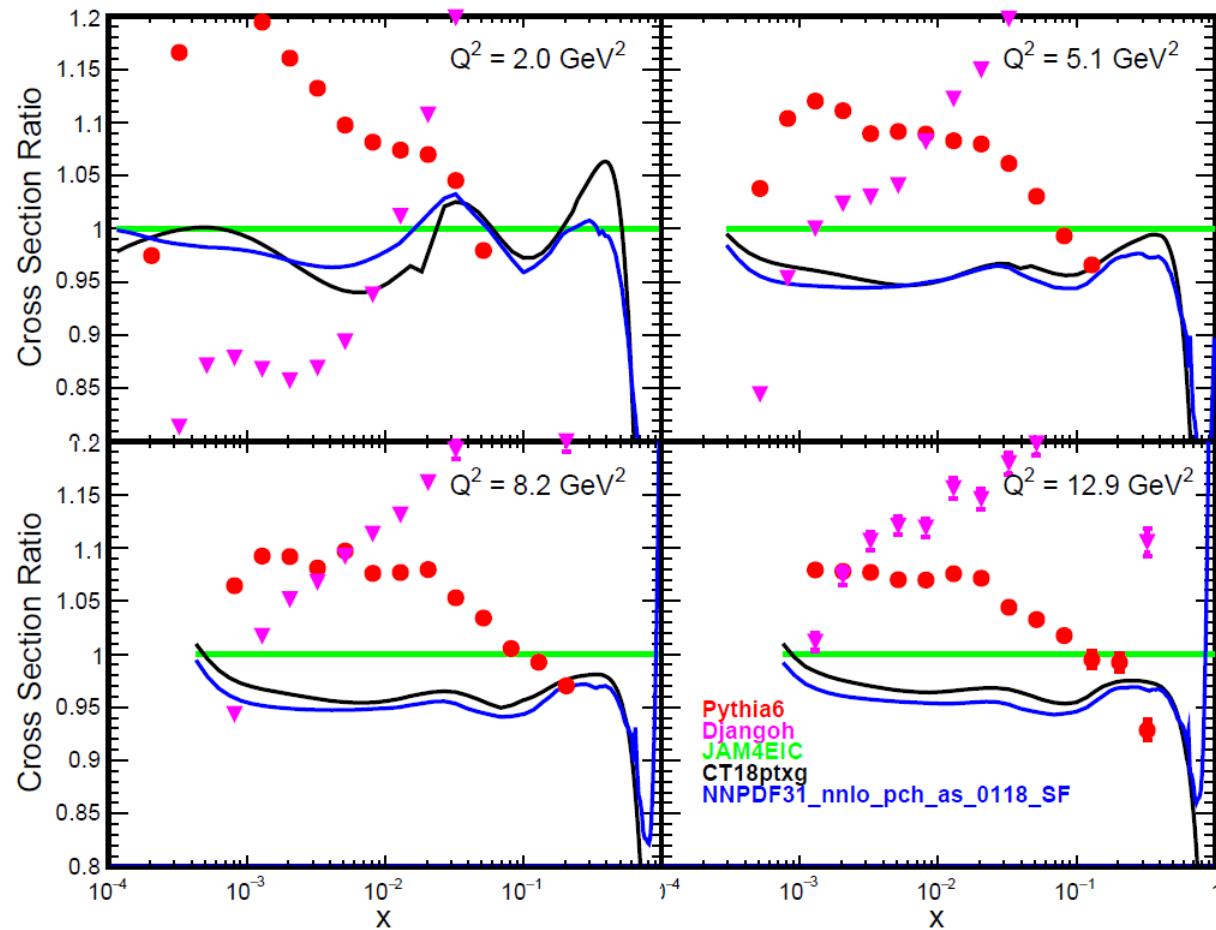 Q² = 2.0 GeV²
Q² = 5.1 GeV²
Cross Section Ratio
1.2
1.15
1.1
1.05
1
0.95
0.9
0.85
Q² = 8.2 GeV²
Q² = 12.9 GeV²
Cross Section Ratio
1.2
1.15
1.1
1.05
1
0.95
0.9
0.85
0.8
Pythia6
Djangoh
JAM4EIC
CT18ptxg
NNPDF31_nnlo_pch_as_0118_SF
10⁻⁴ 10⁻³ 10⁻² 10⁻¹
10⁻³ 10⁻² 10⁻¹
x
x